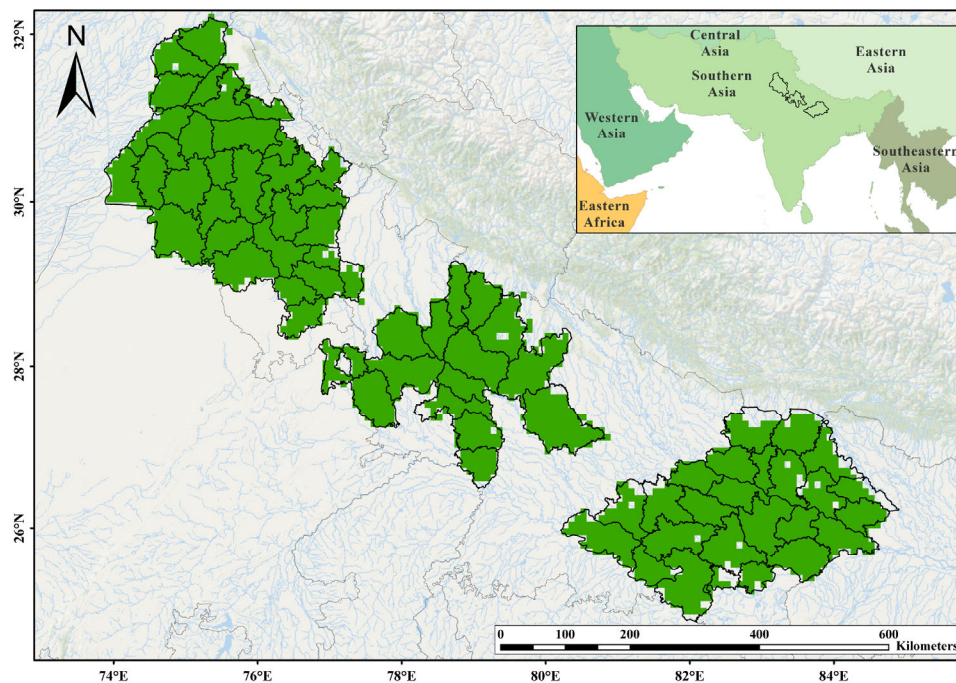 32°N
30°N
28°N
26°N
N
Central
Asia
Eastern
Asia
Southern
Asia
Western
Asia
Southeastern
Asia
Eastern
Africa
0 100 200 400 600
Kilometers
74°E 76°E 78°E 80°E 82°E 84°E